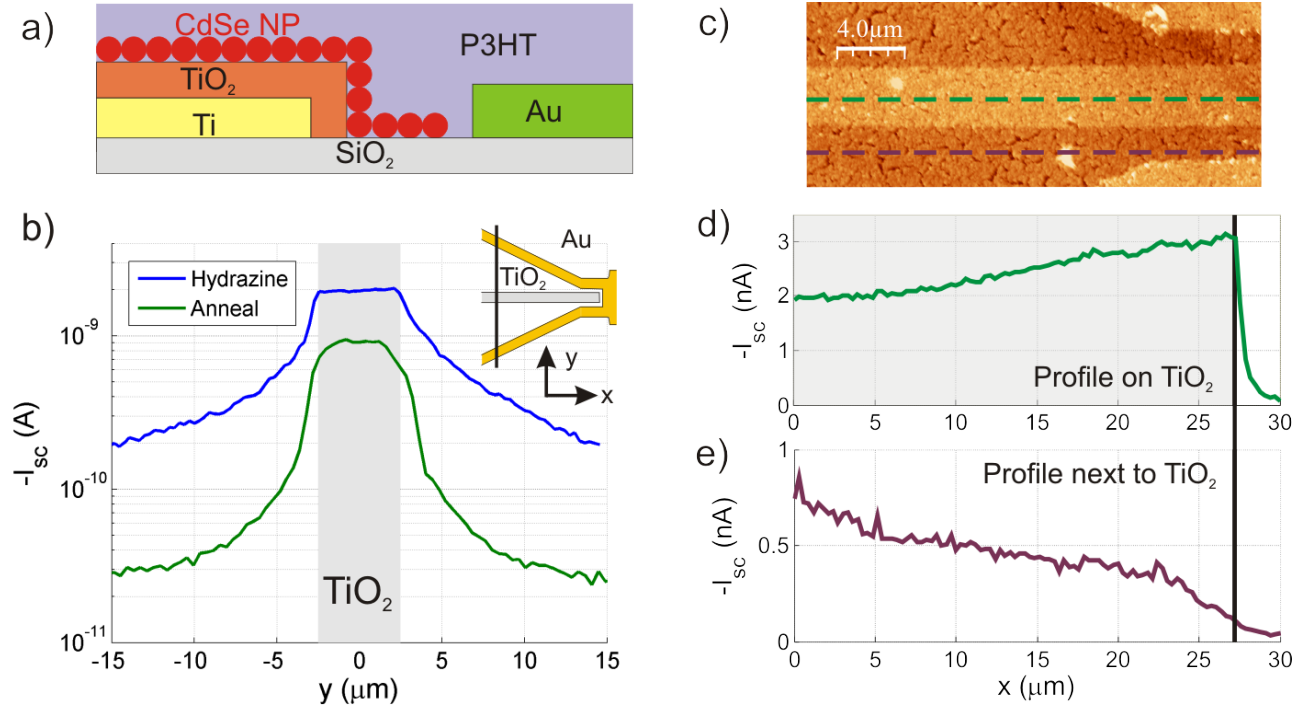 a)
CdSe NP
P3HT
TiO₂
Ti
Au
SiO₂
b)
Hydrazine
Anneal
Au
TiO₂
y
x
10⁻⁹
10⁻¹⁰
10⁻¹¹
-I_sc (A)
TiO₂
-15
-10
-5
0
5
10
15
y (μm)
c)
4.0μm
d)
3
2
1
0
-I_sc (nA)
Profile on TiO₂
0
5
10
15
20
25
30
e)
1
0.5
0
-I_sc (nA)
Profile next to TiO₂
0
5
10
15
20
25
30
x (μm)